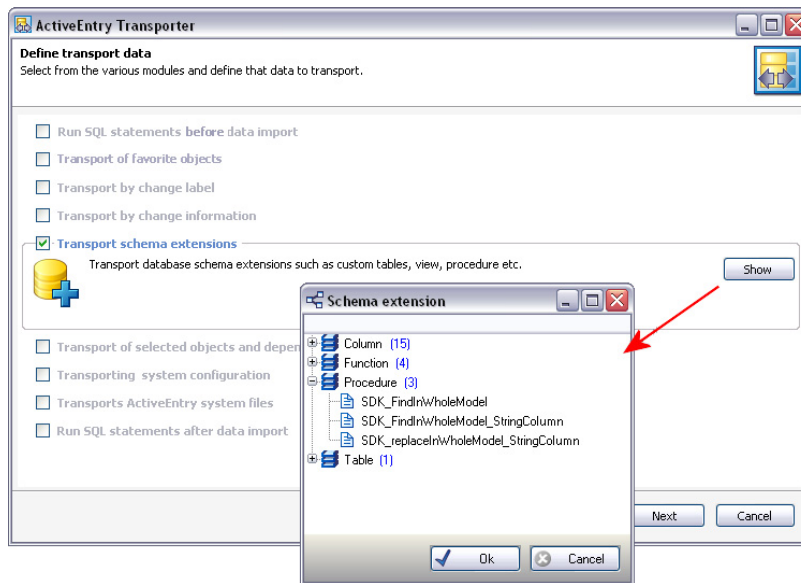 ActiveEntry Transporter
Define transport data
Select from the various modules and define that data to transport.
Run SQL statements before data import
Transport of favorite objects
Transport by change label
Transport by change information
Transport schema extensions
Transport database schema extensions such as custom tables, view, procedure etc.
Show
Schema extension
Column (15)
Function (4)
Procedure (3)
SDK_FindInWholeModel
SDK_FindInWholeModel_StringColumn
SDK_replaceInWholeModel_StringColumn
Table (1)
Ok
Cancel
Transport of selected objects and depen
Transporting system configuration
Transports ActiveEntry system files
Run SQL statements after data import
Next
Cancel